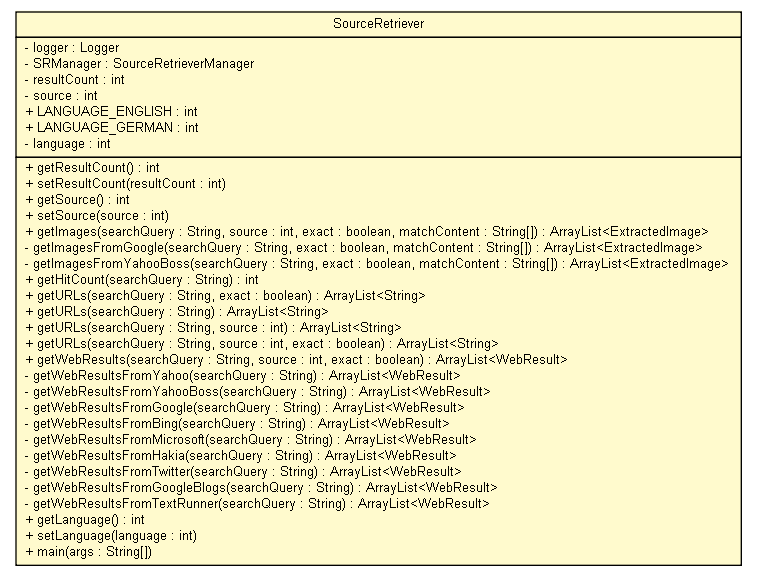 SourceRetriever
- logger : Logger
- SRManager : SourceRetrieverManager
- resultCount : int
- source : int
+ LANGUAGE_ENGLISH : int
+ LANGUAGE_GERMAN : int
- language : int
+ getResultCount() : int
+ setResultCount(resultCount : int)
+ getSource() : int
+ setSource(source : int)
+ getImages(searchQuery : String, source : int, exact : boolean, matchContent : String[]) : ArrayList<ExtractedImage>
- getImagesFromGoogle(searchQuery : String, exact : boolean, matchContent : String[]) : ArrayList<ExtractedImage>
- getImagesFromYahooBoss(searchQuery : String, exact : boolean, matchContent : String[]) : ArrayList<ExtractedImage>
+ getHitCount(searchQuery : String) : int
+ getURLs(searchQuery : String, exact : boolean) : ArrayList<String>
+ getURLs(searchQuery : String) : ArrayList<String>
+ getURLs(searchQuery : String, source : int) : ArrayList<String>
+ getURLs(searchQuery : String, source : int, exact : boolean) : ArrayList<String>
+ getWebResults(searchQuery : String, source : int, exact : boolean) : ArrayList<WebResult>
- getWebResultsFromYahoo(searchQuery : String) : ArrayList<WebResult>
- getWebResultsFromYahooBoss(searchQuery : String) : ArrayList<WebResult>
- getWebResultsFromGoogle(searchQuery : String) : ArrayList<WebResult>
- getWebResultsFromBing(searchQuery : String) : ArrayList<WebResult>
- getWebResultsFromMicrosoft(searchQuery : String) : ArrayList<WebResult>
- getWebResultsFromHakia(searchQuery : String) : ArrayList<WebResult>
- getWebResultsFromTwitter(searchQuery : String) : ArrayList<WebResult>
- getWebResultsFromGoogleBlogs(searchQuery : String) : ArrayList<WebResult>
- getWebResultsFromTextRunner(searchQuery : String) : ArrayList<WebResult>
+ getLanguage() : int
+ setLanguage(language : int)
+ main(args : String[])